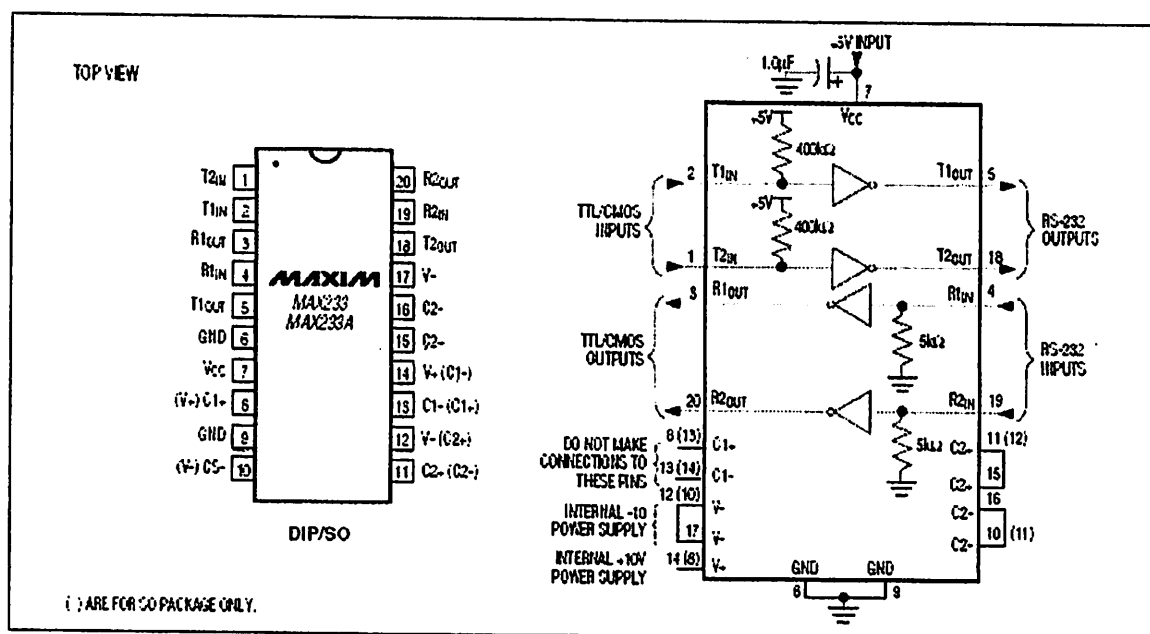 TOP VIEW
T2IN 1
T1IN 2
R1OUT 3
R1IN 4
T1OUT 5
GND 6
VCC 7
(V+) C1+ 8
GND 9
(V-) CS- 10
20 R2OUT
19 R2IN
18 T2OUT
17 V-
16 C2-
15 C2-
14 V+ (C1-)
13 C1- (C1+)
12 V- (C2+)
11 C2+ (C2-)
MAXIM
MAX233
MAX233A
DIP/SO
( ) ARE FOR SO PACKAGE ONLY.
+5V INPUT
1.0µF
7
VCC
+5V
400kΩ
2 T1IN
T1OUT 5
+5V
400kΩ
TTL/CMOS
INPUTS
RS-232
OUTPUTS
1 T2IN
T2OUT 18
3 R1OUT
R1IN 4
5kΩ
TTL/CMOS
OUTPUTS
RS-232
INPUTS
20 R2OUT
R2IN 19
5kΩ
DO NOT MAKE
CONNECTIONS TO
THESE PINS
8 (13) C1+
13 (14) C1-
12 (10) V-
17 V-
INTERNAL -10
POWER SUPPLY
INTERNAL +10V
POWER SUPPLY
14 (8) V+
C2+ 11 (12)
C2+ 15
C2- 16
C2- 10 (11)
GND GND
6 9